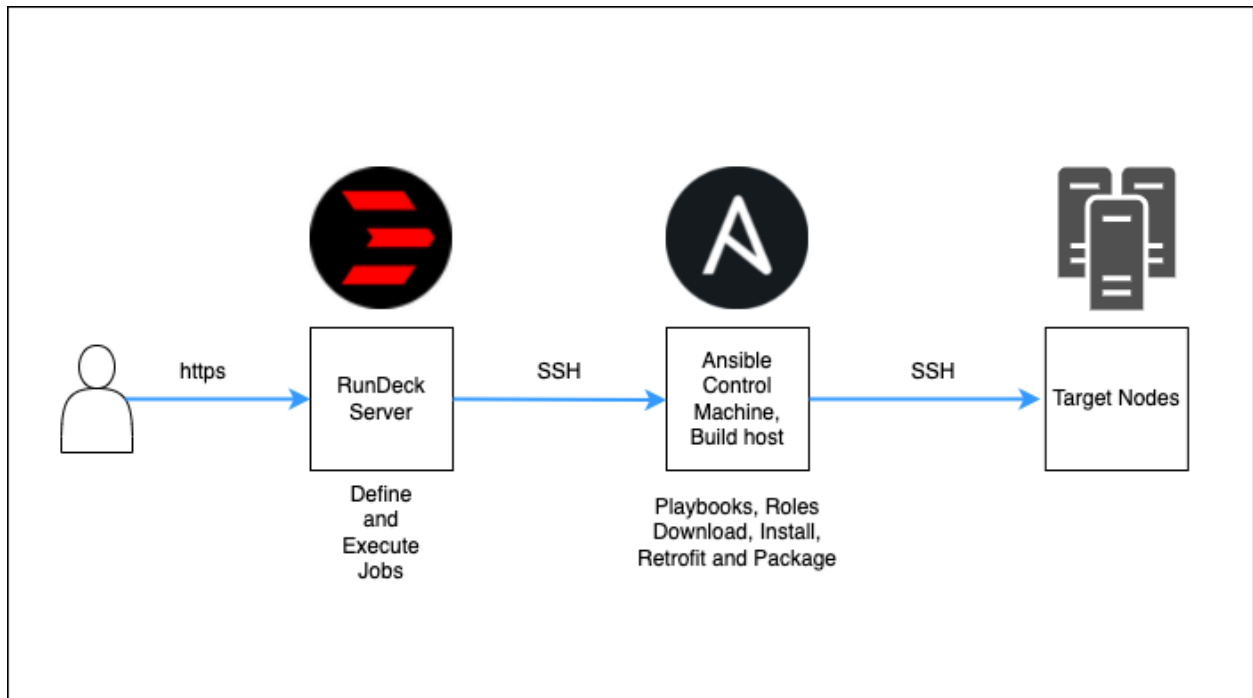 https
SSH
SSH
RunDeck
Server
Ansible
Control
Machine,
Build host
Target Nodes
Define
and
Execute
Jobs
Playbooks, Roles
Download, Install,
Retrofit and Package